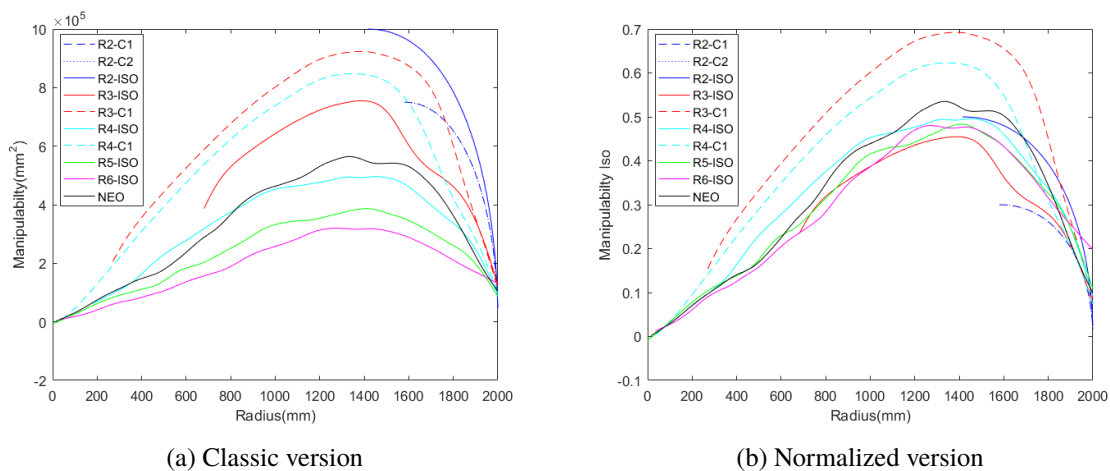 × 10⁵
10
8
6
4
2
0
-2
Manipulability(mm²)
R2-C1
R2-C2
R2-ISO
R3-ISO
R3-C1
R4-ISO
R4-C1
R5-ISO
R6-ISO
NEO
0 200 400 600 800 1000 1200 1400 1600 1800 2000
Radius(mm)
(a) Classic version
0.7
0.6
0.5
0.4
0.3
0.2
0.1
0
-0.1
Manipulabilty Iso
R2-C1
R2-C2
R2-ISO
R3-ISO
R3-C1
R4-ISO
R4-C1
R5-ISO
R6-ISO
NEO
0 200 400 600 800 1000 1200 1400 1600 1800 2000
Radius(mm)
(b) Normalized version